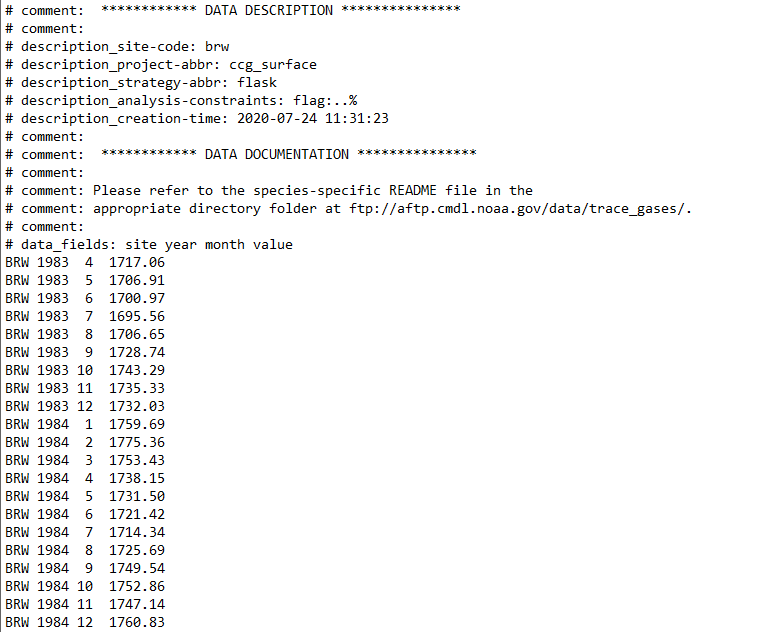 # comment:  ************ DATA DESCRIPTION ***************
# comment:
# description_site-code: brw
# description_project-abbr: ccg_surface
# description_strategy-abbr: flask
# description_analysis-constraints: flag:..%
# description_creation-time: 2020-07-24 11:31:23
# comment:
# comment:  ************ DATA DOCUMENTATION ***************
# comment:
# comment: Please refer to the species-specific README file in the
# comment: appropriate directory folder at ftp://aftp.cmdl.noaa.gov/data/trace_gases/.
# comment:
# data_fields: site year month value
BRW 1983  4  1717.06
BRW 1983  5  1706.91
BRW 1983  6  1700.97
BRW 1983  7  1695.56
BRW 1983  8  1706.65
BRW 1983  9  1728.74
BRW 1983 10  1743.29
BRW 1983 11  1735.33
BRW 1983 12  1732.03
BRW 1984  1  1759.69
BRW 1984  2  1775.36
BRW 1984  3  1753.43
BRW 1984  4  1738.15
BRW 1984  5  1731.50
BRW 1984  6  1721.42
BRW 1984  7  1714.34
BRW 1984  8  1725.69
BRW 1984  9  1749.54
BRW 1984 10  1752.86
BRW 1984 11  1747.14
BRW 1984 12  1760.83